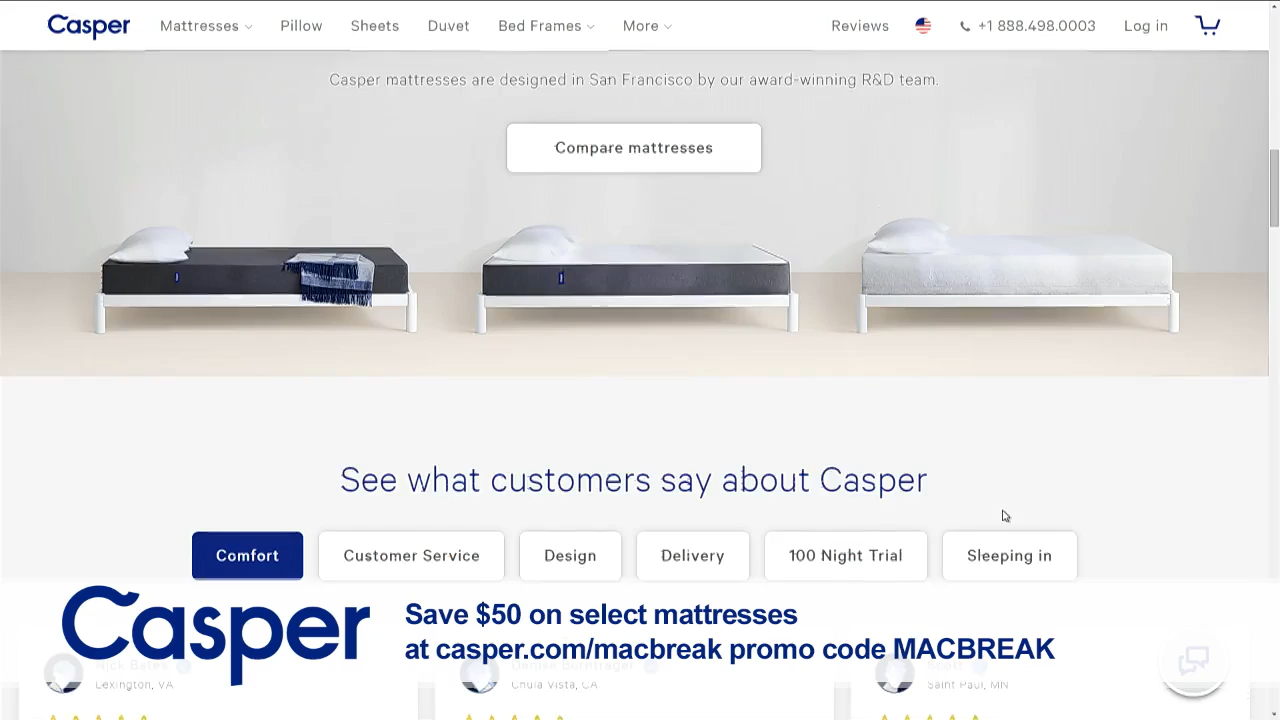 Casper Mattresses Pillow Sheets Duvet Bed Frames More Reviews +1 888.498.0003 Log in
Casper mattresses are designed in San Francisco by our award-winning R&D team.
Compare mattresses
See what customers say about Casper
Comfort Customer Service Design Delivery 100 Night Trial Sleeping in
Casper
Save $50 on select mattresses
at casper.com/macbreak promo code MACBREAK
Lexington, VA Chula Vista, CA Saint Paul, MN